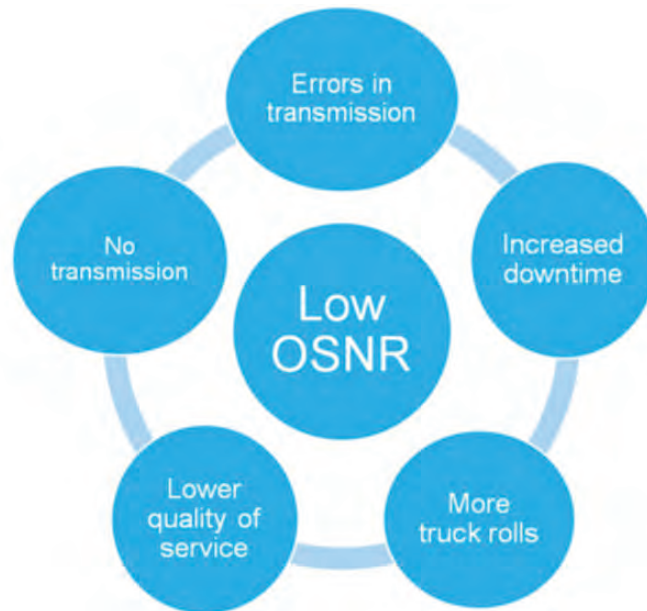 Errors in
transmission
Increased
downtime
More
truck rolls
Lower
quality of
service
No
transmission
Low
OSNR